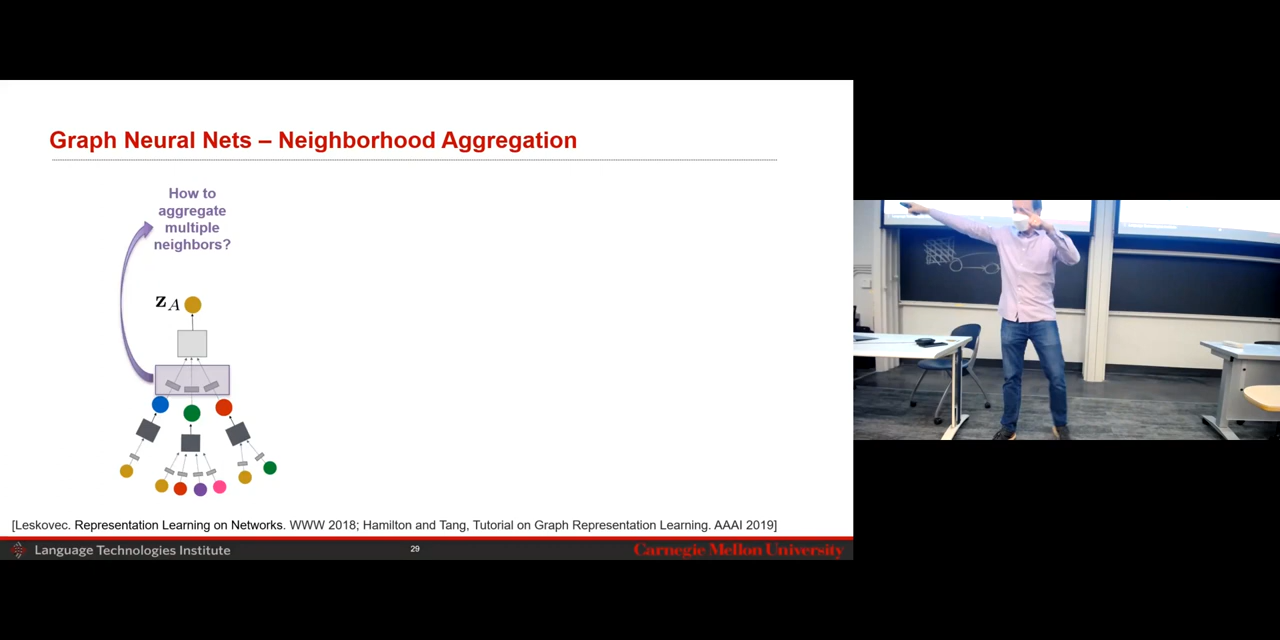 Graph Neural Nets – Neighborhood Aggregation
How to
aggregate
multiple
neighbors?
z_A
[Leskovec. Representation Learning on Networks. WWW 2018; Hamilton and Tang, Tutorial on Graph Representation Learning. AAAI 2019]
Language Technologies Institute
29
Carnegie Mellon University